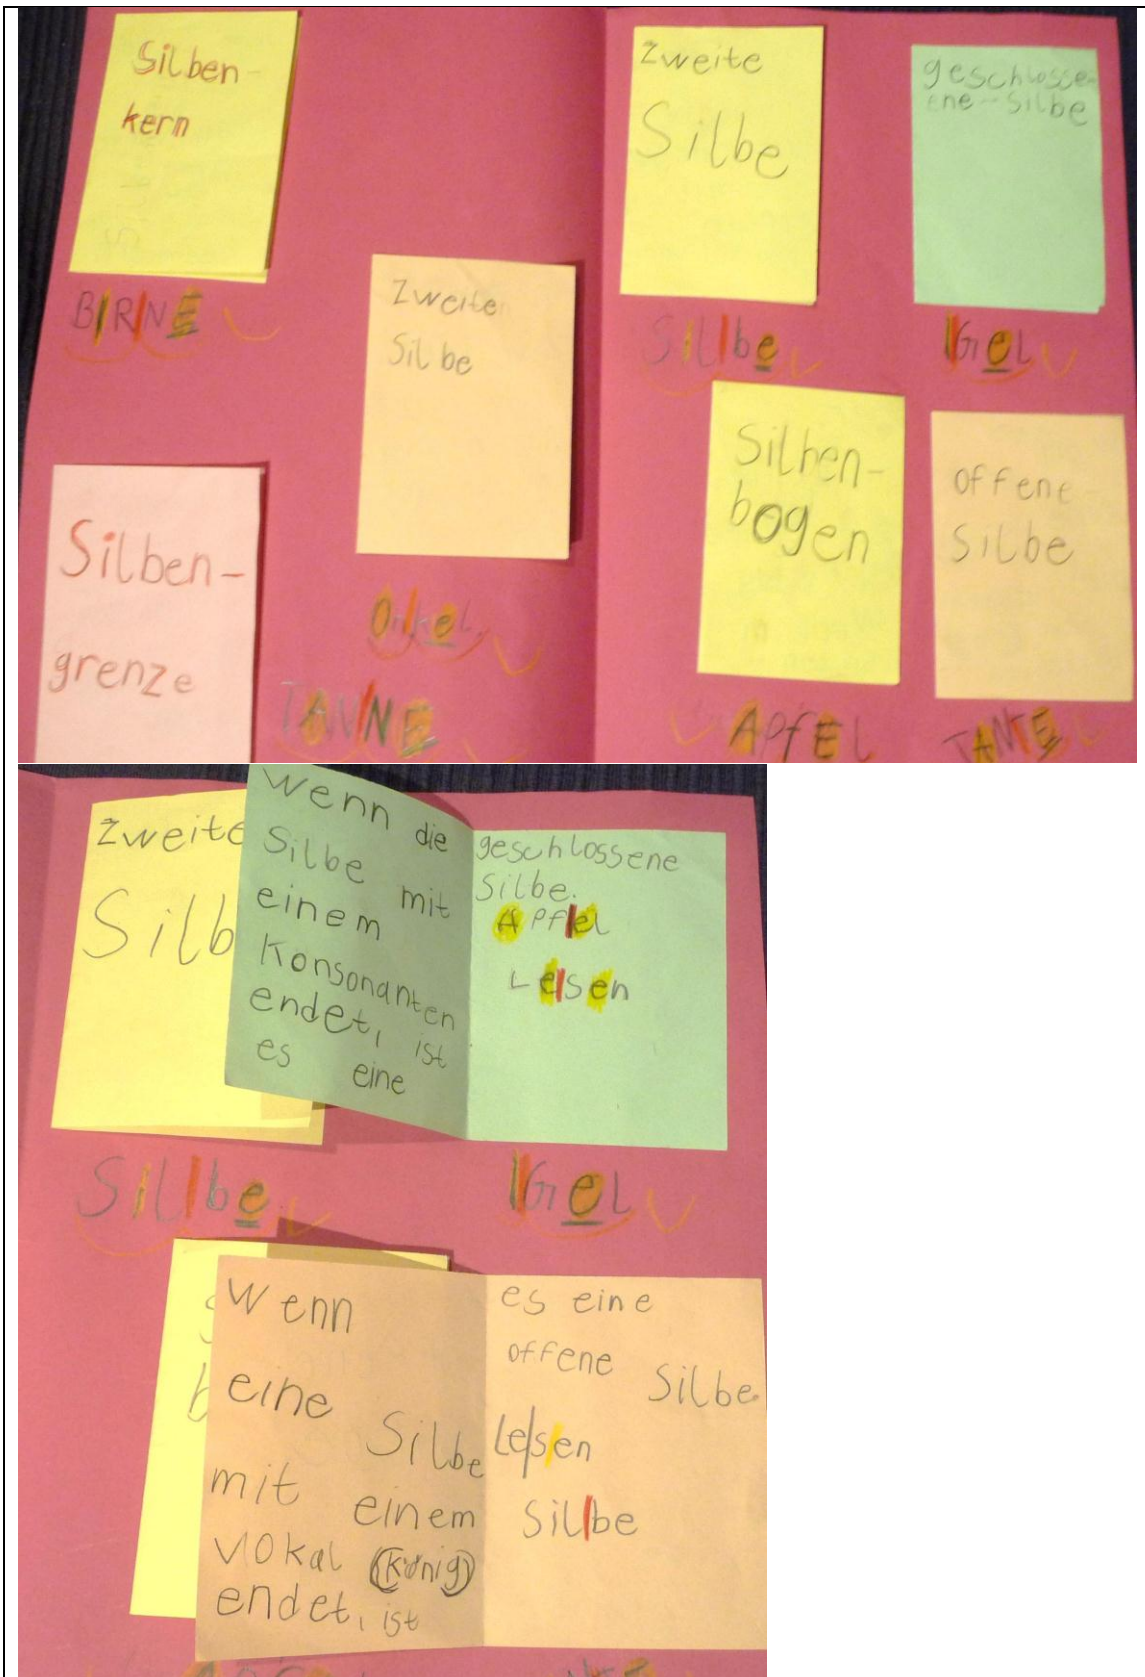 Silben-
kern
BIRNE
Zweite
Silbe
Silben-
grenze
Onkel
TANNE
Zweite
Silbe
Silbe
geschlosse-
ene-Silbe
IGel
Silben-
bogen
APfEL
offene
Silbe
TANTE
Zweite
Silb
Wenn die
Silbe mit
einem
Konsonanten
endet, ist
es eine
geschlossene
Silbe.
APfel
Lesen
Silbe
IGel
Wenn
eine
Silbe
mit einem
Vokal (König)
endet, ist
es eine
offene
Silbe
Lesen
Silbe